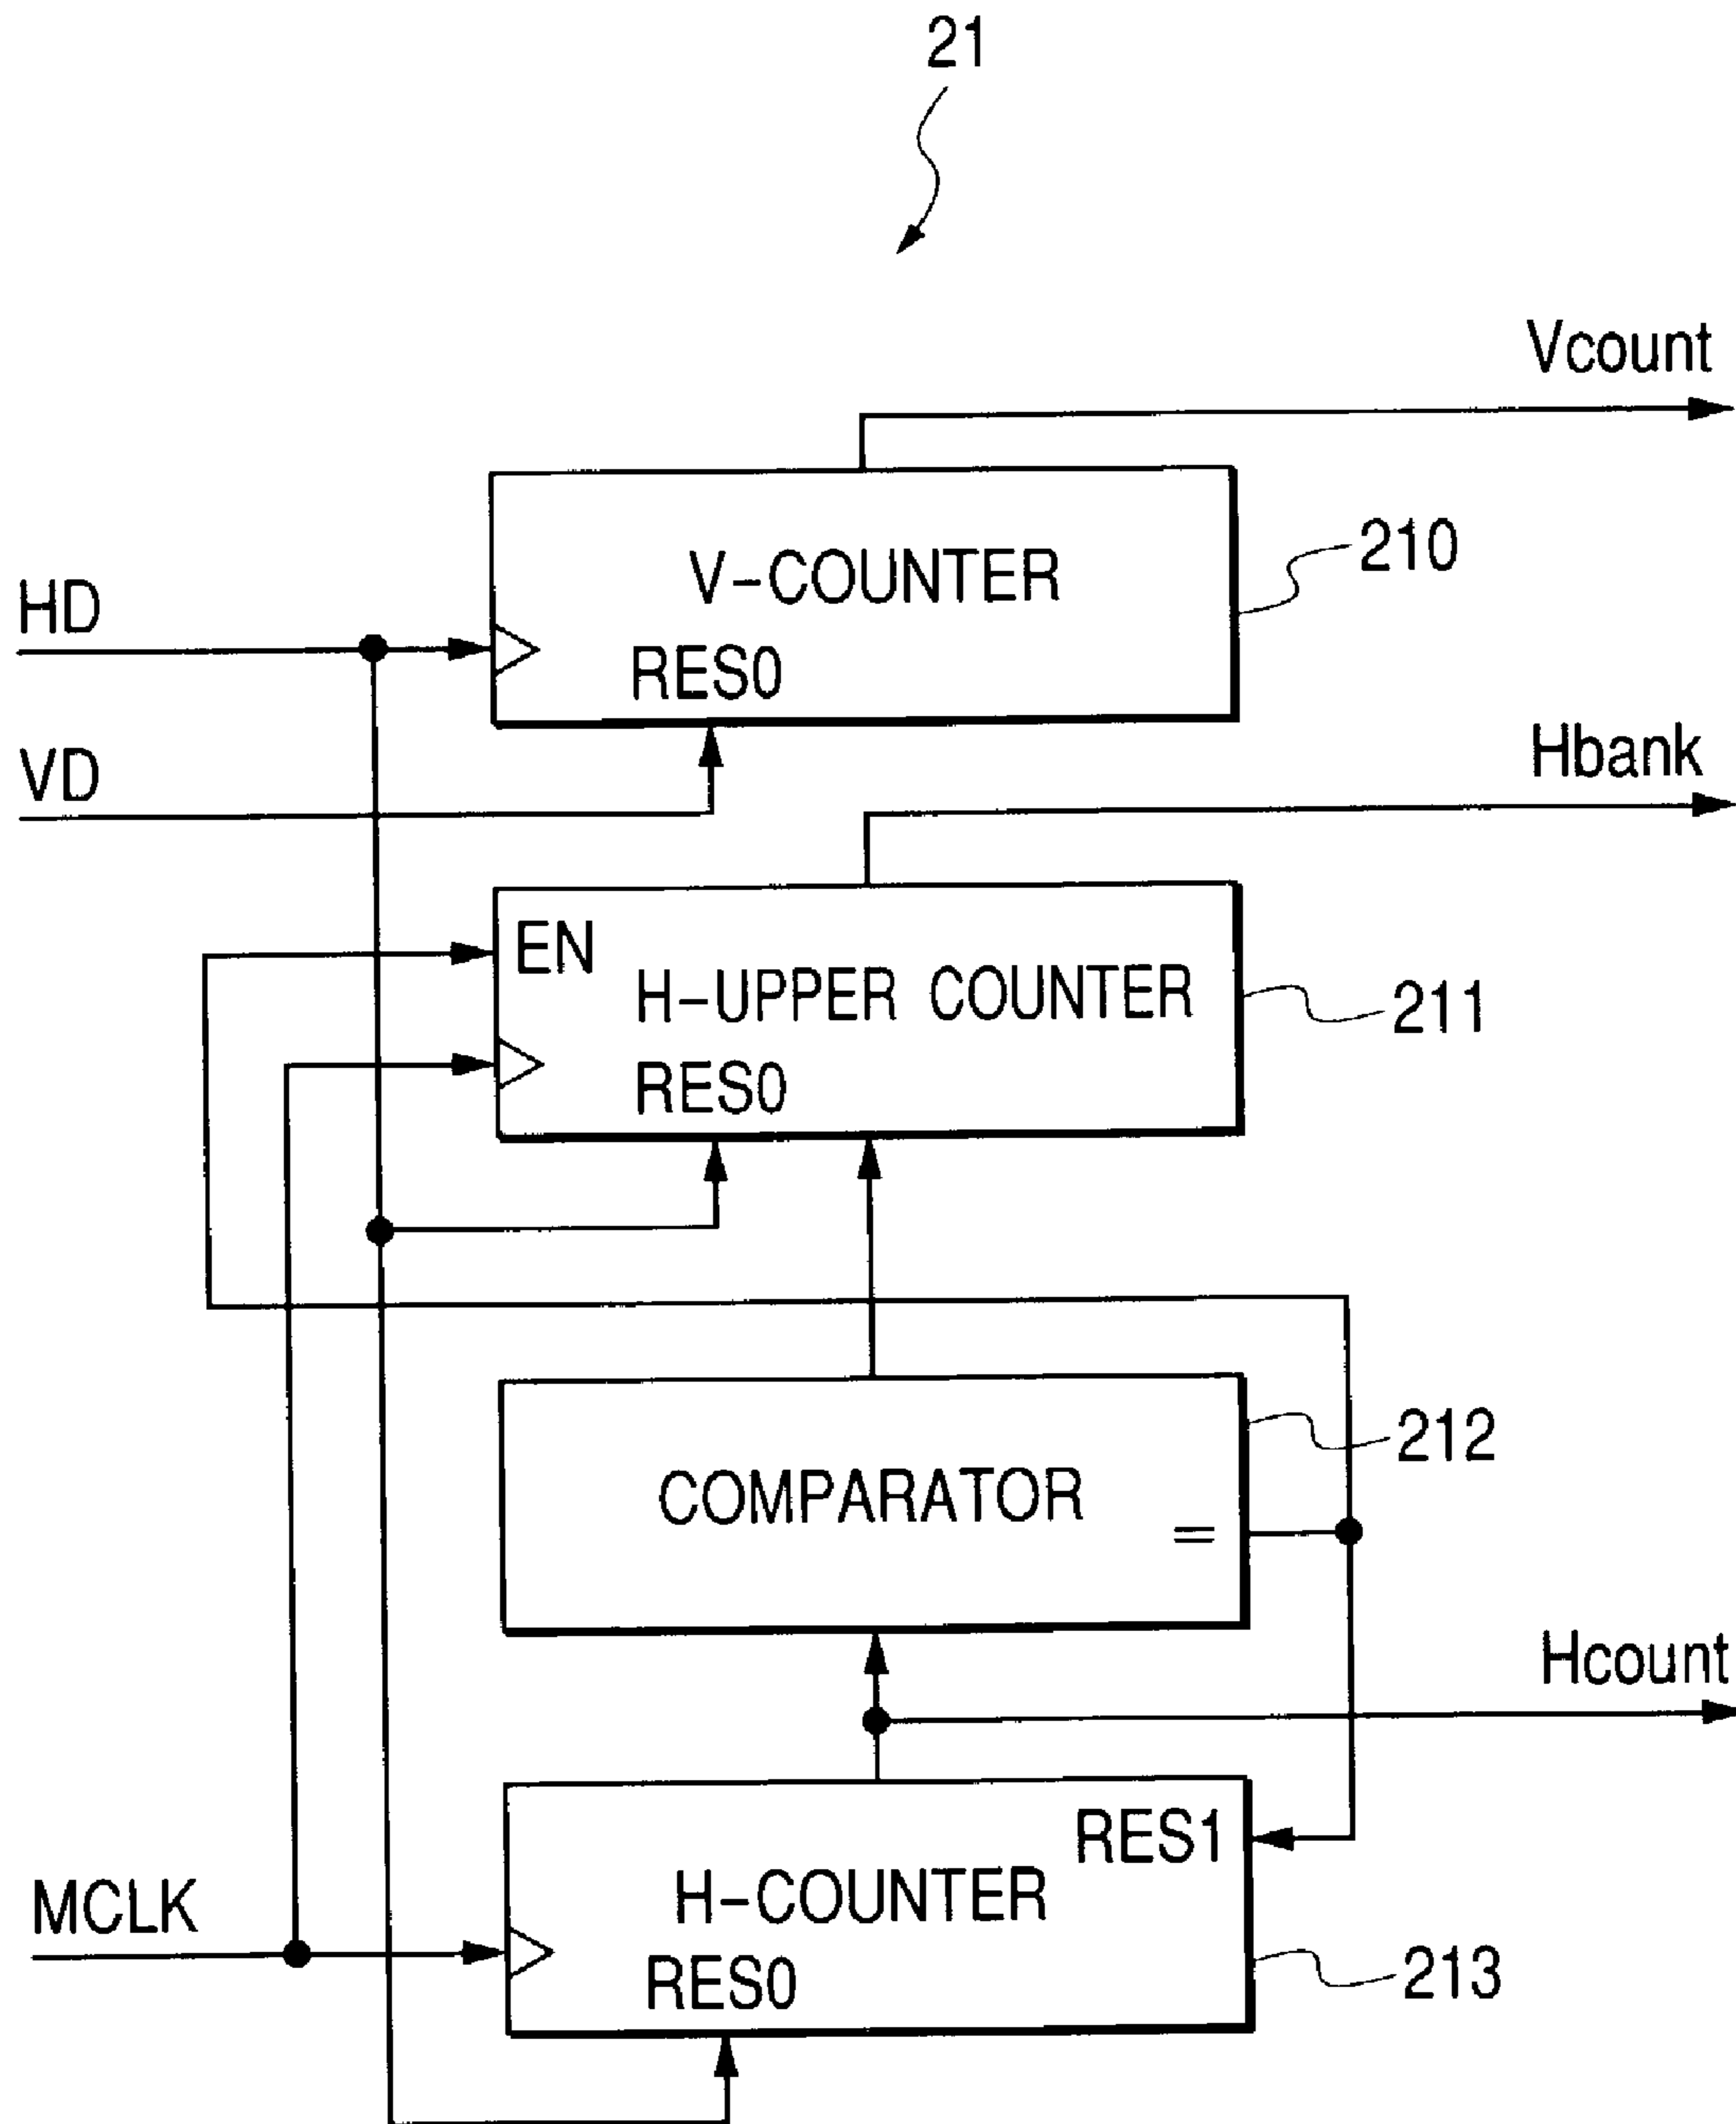 21
Vcount
V-COUNTER
210
HD
RES0
VD
Hbank
EN
H-UPPER COUNTER
211
RES0
212
COMPARATOR
=
Hcount
RES1
MCLK
H-COUNTER
RES0
213